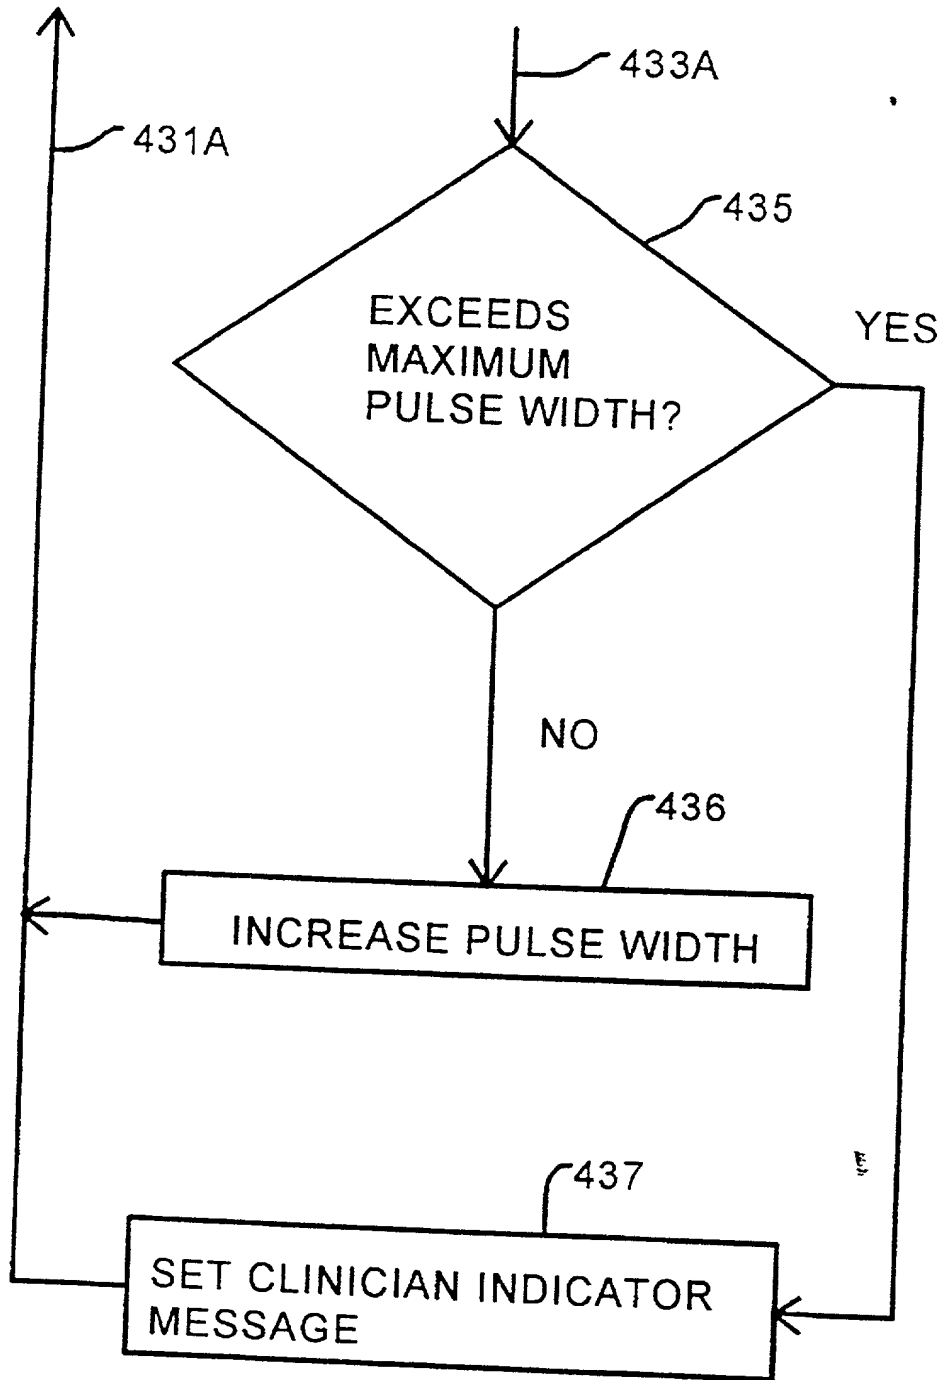 433A
431A
435
EXCEEDS
MAXIMUM
PULSE WIDTH?
YES
NO
436
INCREASE PULSE WIDTH
437
SET CLINICIAN INDICATOR
MESSAGE